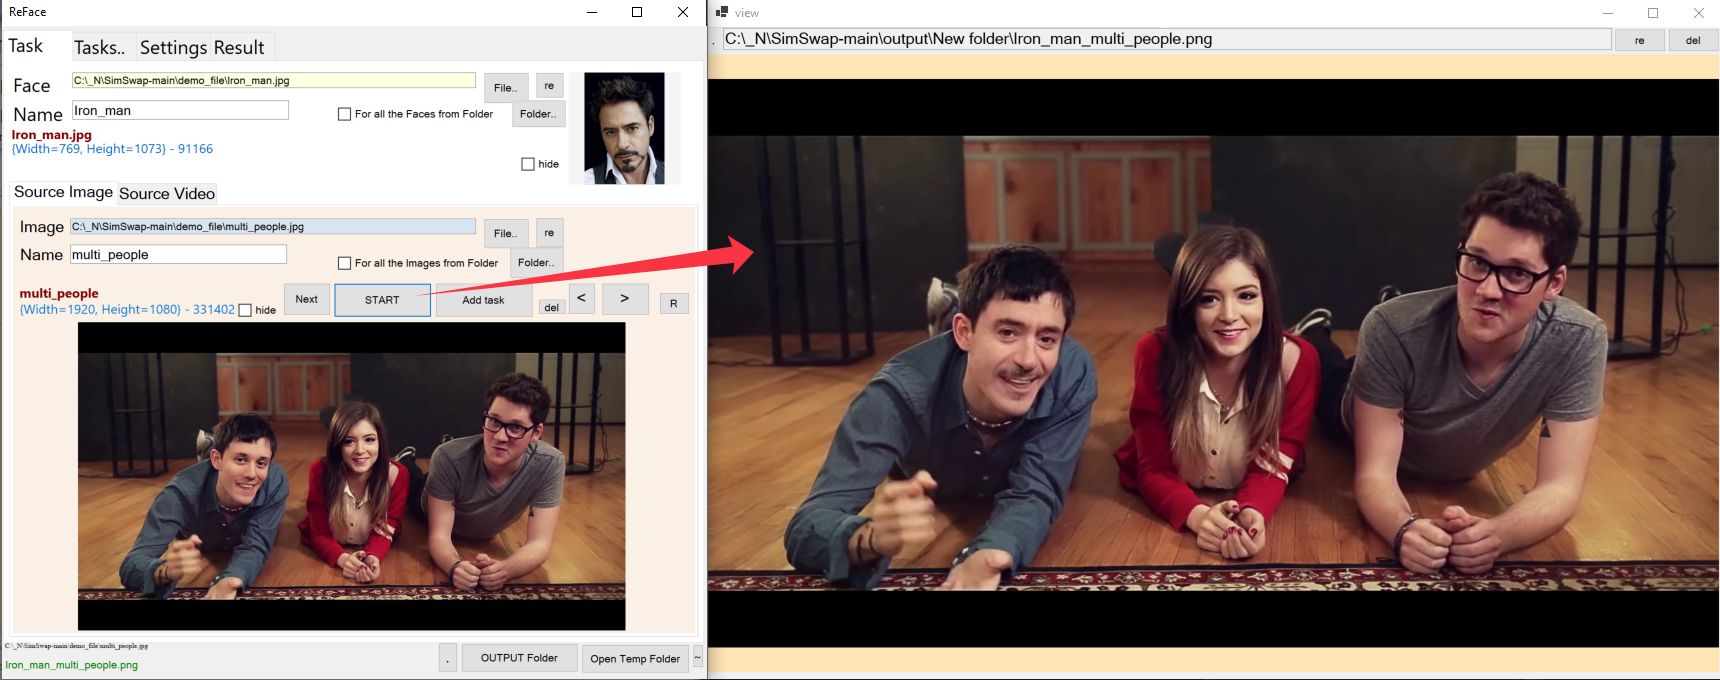 ReFace
Task Tasks.. Settings Result
Face C:\_N\SimSwap-main\demo_file\Iron_man.jpg File.. re
Name Iron_man For all the Faces from Folder Folder..
Iron_man.jpg
{Width=769, Height=1073} - 91166
hide
Source Image Source Video
Image C:\_N\SimSwap-main\demo_file\multi_people.jpg File.. re
Name multi_people For all the Images from Folder Folder..
multi_people
{Width=1920, Height=1080} - 331402 hide Next START Add task del < > R
C:\_N\SimSwap-main\demo_file\multi_people.jpg
Iron_man_multi_people.png
. OUTPUT Folder Open Temp Folder ~
view
. C:\_N\SimSwap-main\output\New folder\Iron_man_multi_people.png re del